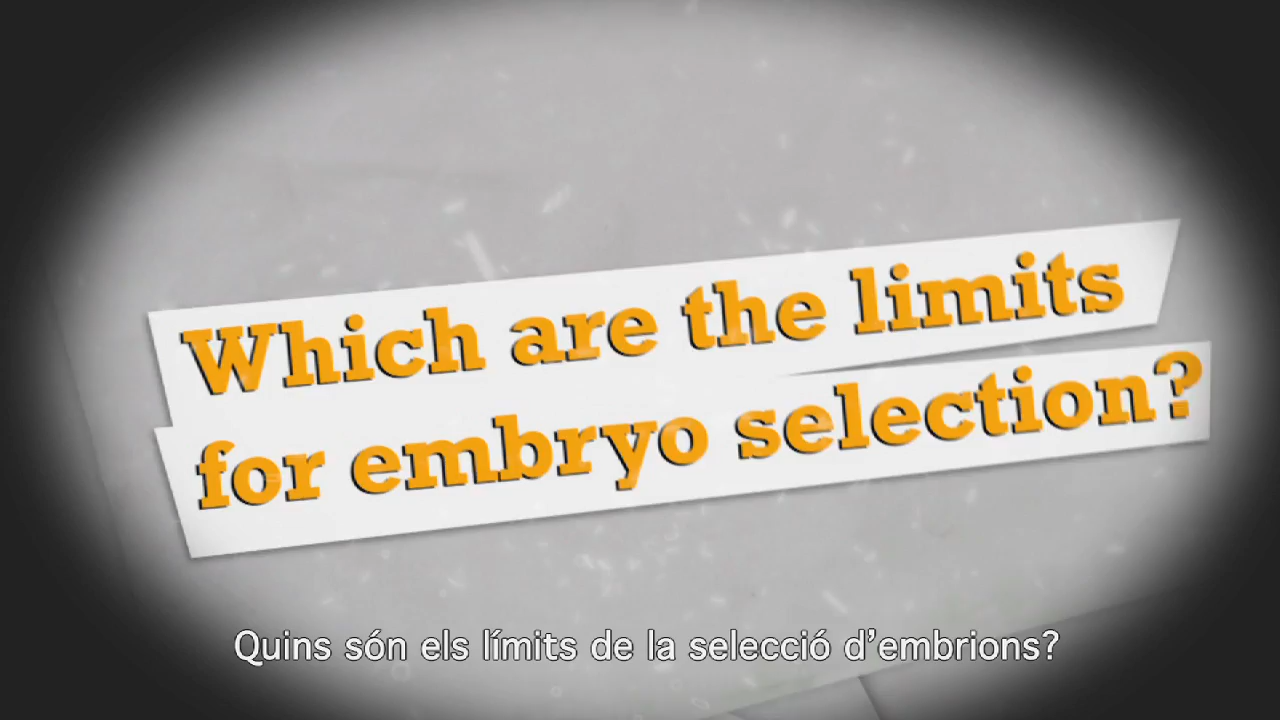 Which are the limits
for embryo selection?
Quins són els límits de la selecció d'embrions?